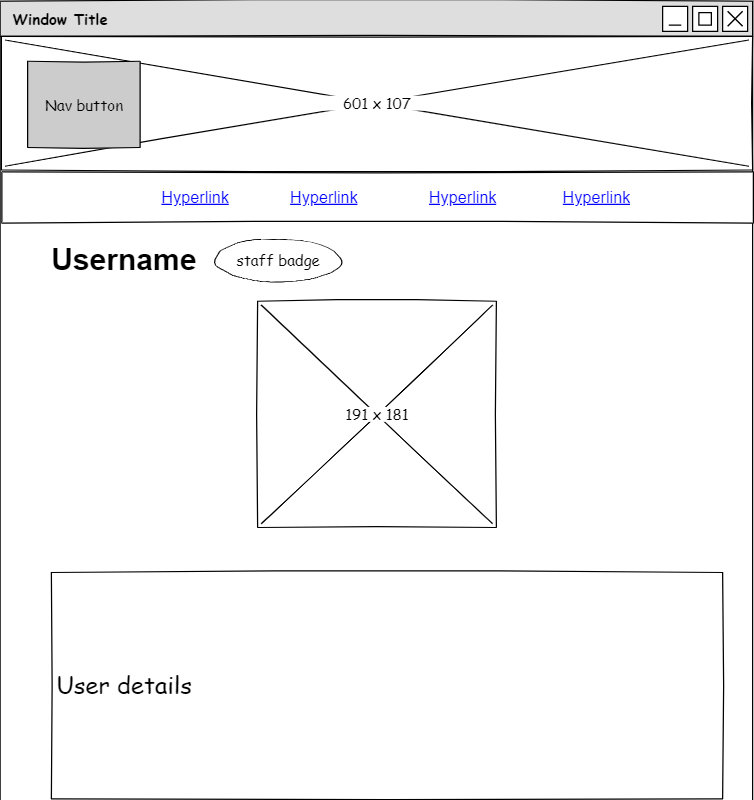 Window Title
Nav button
601 x 107
Hyperlink Hyperlink Hyperlink Hyperlink
Username staff badge
191 x 181
User details